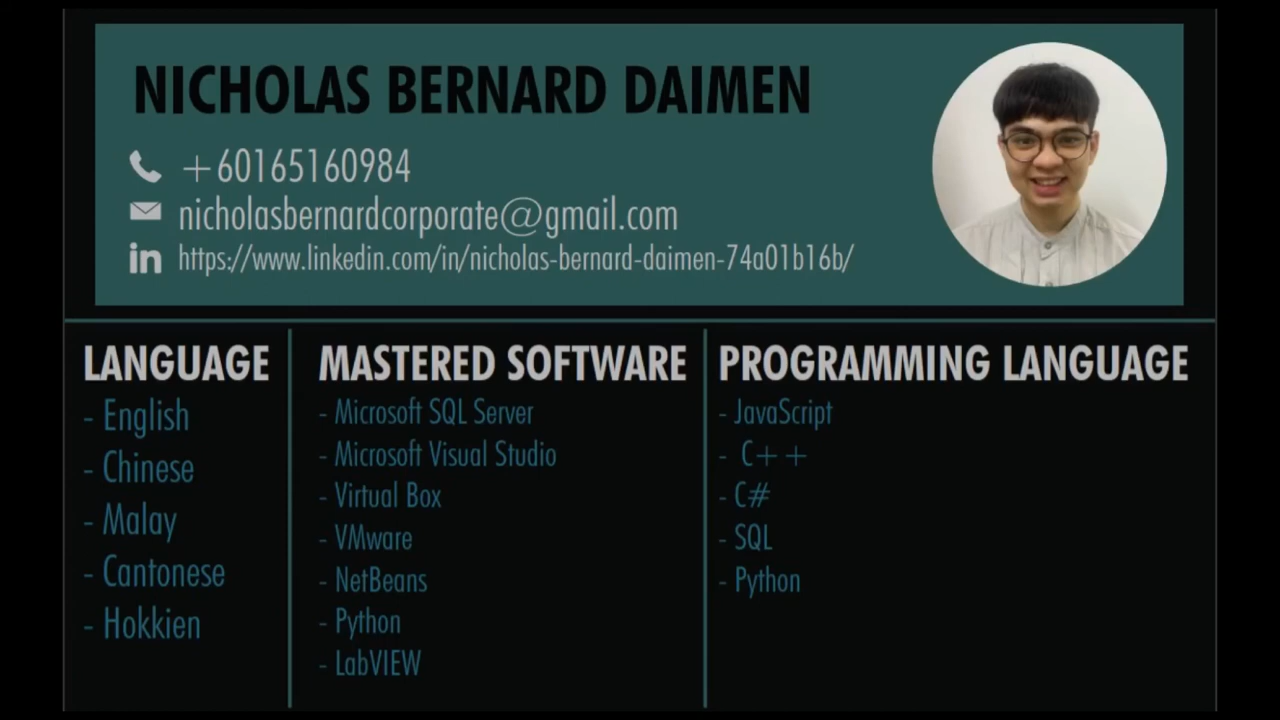 NICHOLAS BERNARD DAIMEN
+60165160984
nicholasbernardcorporate@gmail.com
in https://www.linkedin.com/in/nicholas-bernard-daimen-74a01b16b/
LANGUAGE
- English
- Chinese
- Malay
- Cantonese
- Hokkien
MASTERED SOFTWARE
- Microsoft SQL Server
- Microsoft Visual Studio
- Virtual Box
- VMware
- NetBeans
- Python
- LabVIEW
PROGRAMMING LANGUAGE
- JavaScript
- C++
- C#
- SQL
- Python